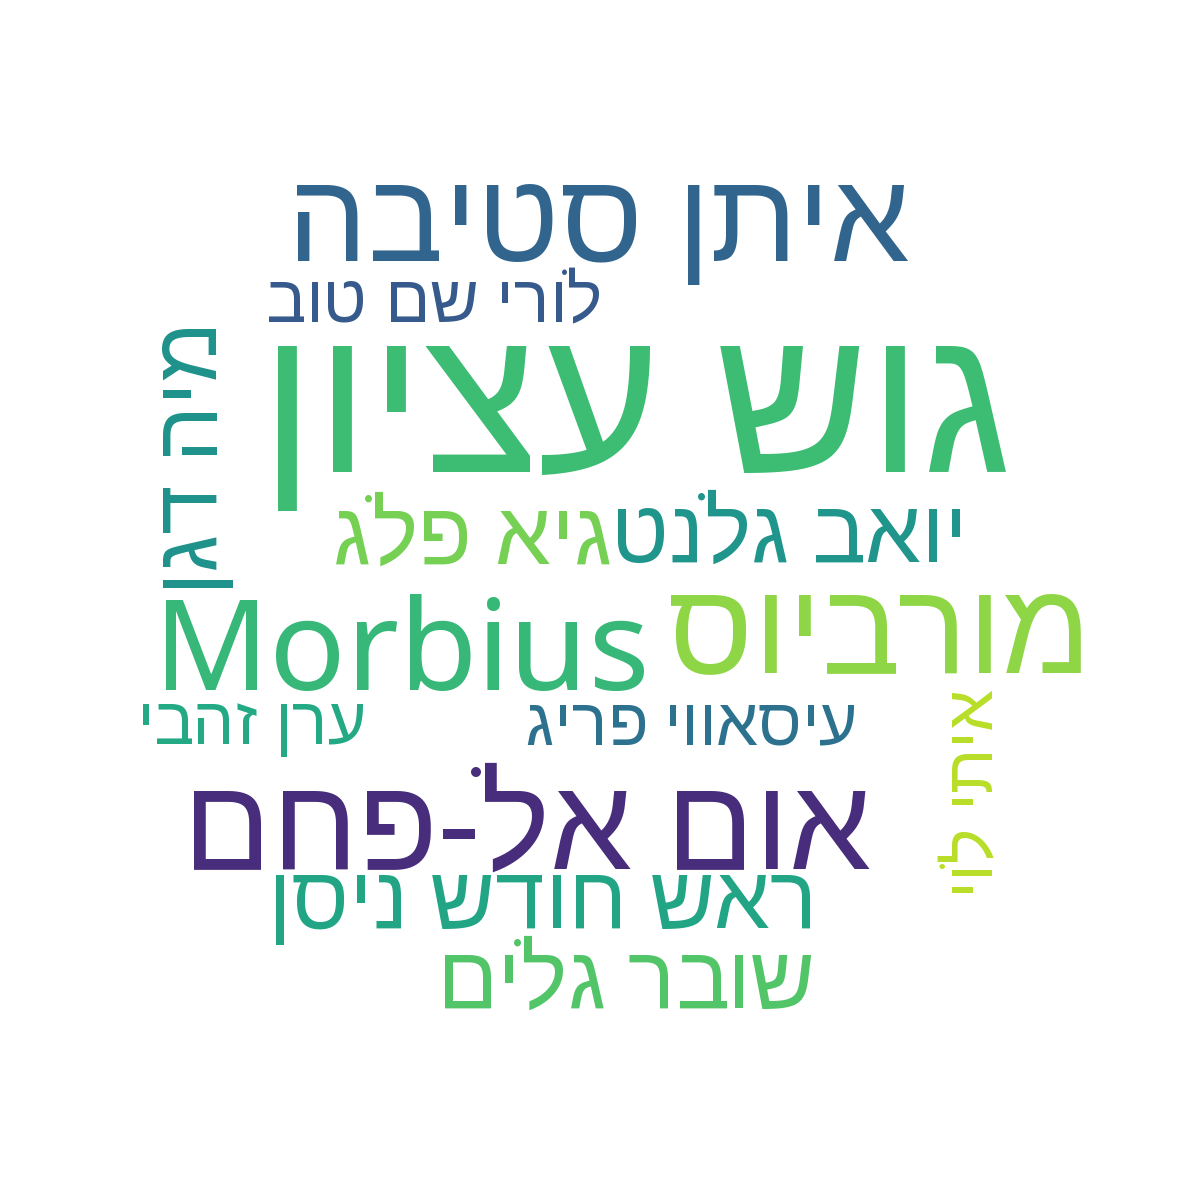 איתן סטיבה
לורי שם טוב
מיה דגן
גוש עציון
יואב גלנט
גיא פלג
מורביוס
Morbius
איתי לוי
עיסאווי פריג
ערן זהבי
אום אל-פחם
ראש חודש ניסן
שובר גלים